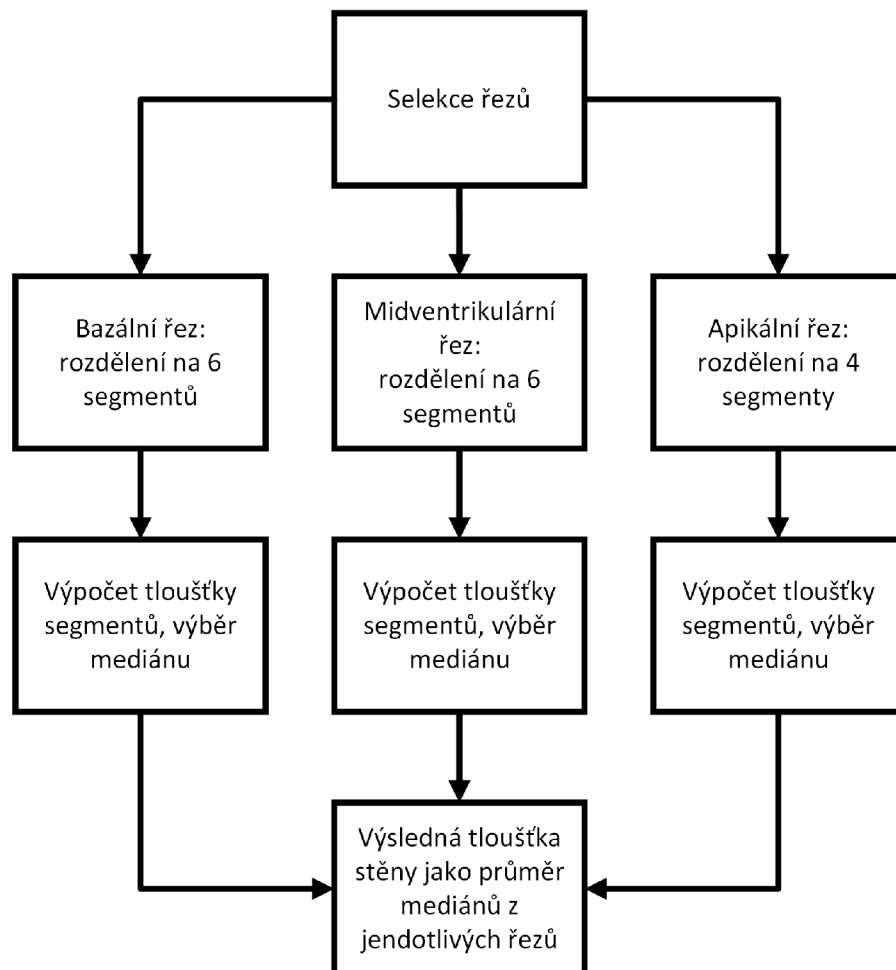 Selekce řezů
Bazální řez:
rozdělení na 6
segmentů
Midventrikulární
řez:
rozdělení na 6
segmentů
Apikální řez:
rozdělení na 4
segmenty
Výpočet tloušťky
segmentů, výběr
mediánu
Výpočet tloušťky
segmentů, výběr
mediánu
Výpočet tloušťky
segmentů, výběr
mediánu
Výsledná tloušťka
stěny jako průměr
mediánů z
jendotlivých řezů